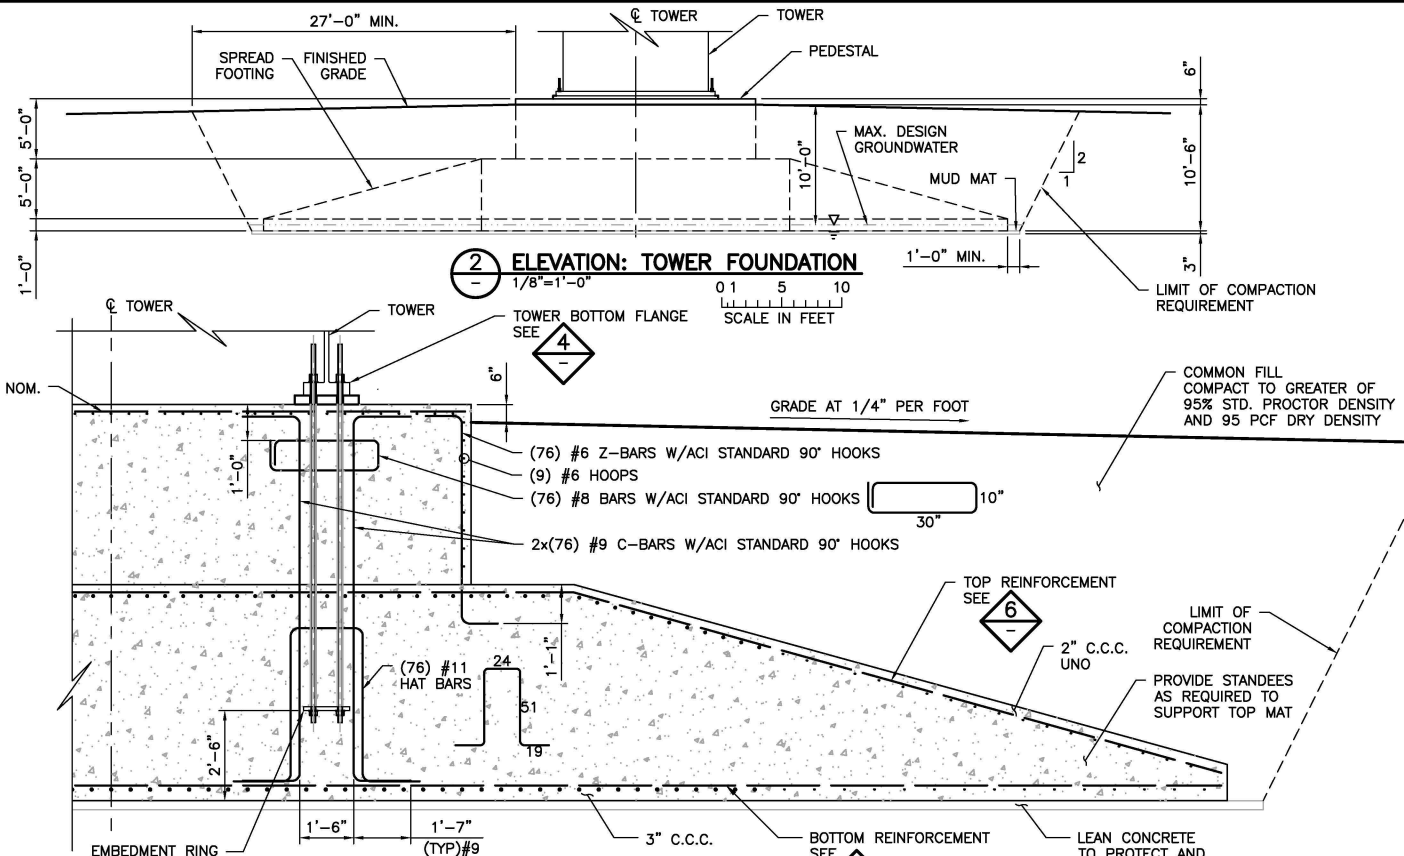 27'-0" MIN.
℄ TOWER
TOWER
PEDESTAL
SPREAD
FOOTING
FINISHED
GRADE
6"
5'-0"
5'-0"
1'-0"
10'-0"
MAX. DESIGN
GROUNDWATER
MUD MAT
2
1
10'-6"
3"
1'-0" MIN.
LIMIT OF COMPACTION
REQUIREMENT
2
-
ELEVATION: TOWER FOUNDATION
1/8"=1'-0"
0 1 5 10
SCALE IN FEET
℄ TOWER
TOWER
TOWER BOTTOM FLANGE
SEE
4
-
NOM.
6"
GRADE AT 1/4" PER FOOT
COMMON FILL
COMPACT TO GREATER OF
95% STD. PROCTOR DENSITY
AND 95 PCF DRY DENSITY
1'-0"
(76) #6 Z-BARS W/ACI STANDARD 90° HOOKS
(9) #6 HOOPS
(76) #8 BARS W/ACI STANDARD 90° HOOKS
10"
30"
2x(76) #9 C-BARS W/ACI STANDARD 90° HOOKS
TOP REINFORCEMENT
SEE
6
-
LIMIT OF
COMPACTION
REQUIREMENT
2" C.C.C.
UNO
1'-1"
(76) #11
HAT BARS
24
51
19
PROVIDE STANDEES
AS REQUIRED TO
SUPPORT TOP MAT
2'-6"
1'-6"
1'-7"
(TYP)#9
EMBEDMENT RING
3" C.C.C.
BOTTOM REINFORCEMENT
SEE
LEAN CONCRETE
TO PROTECT AND